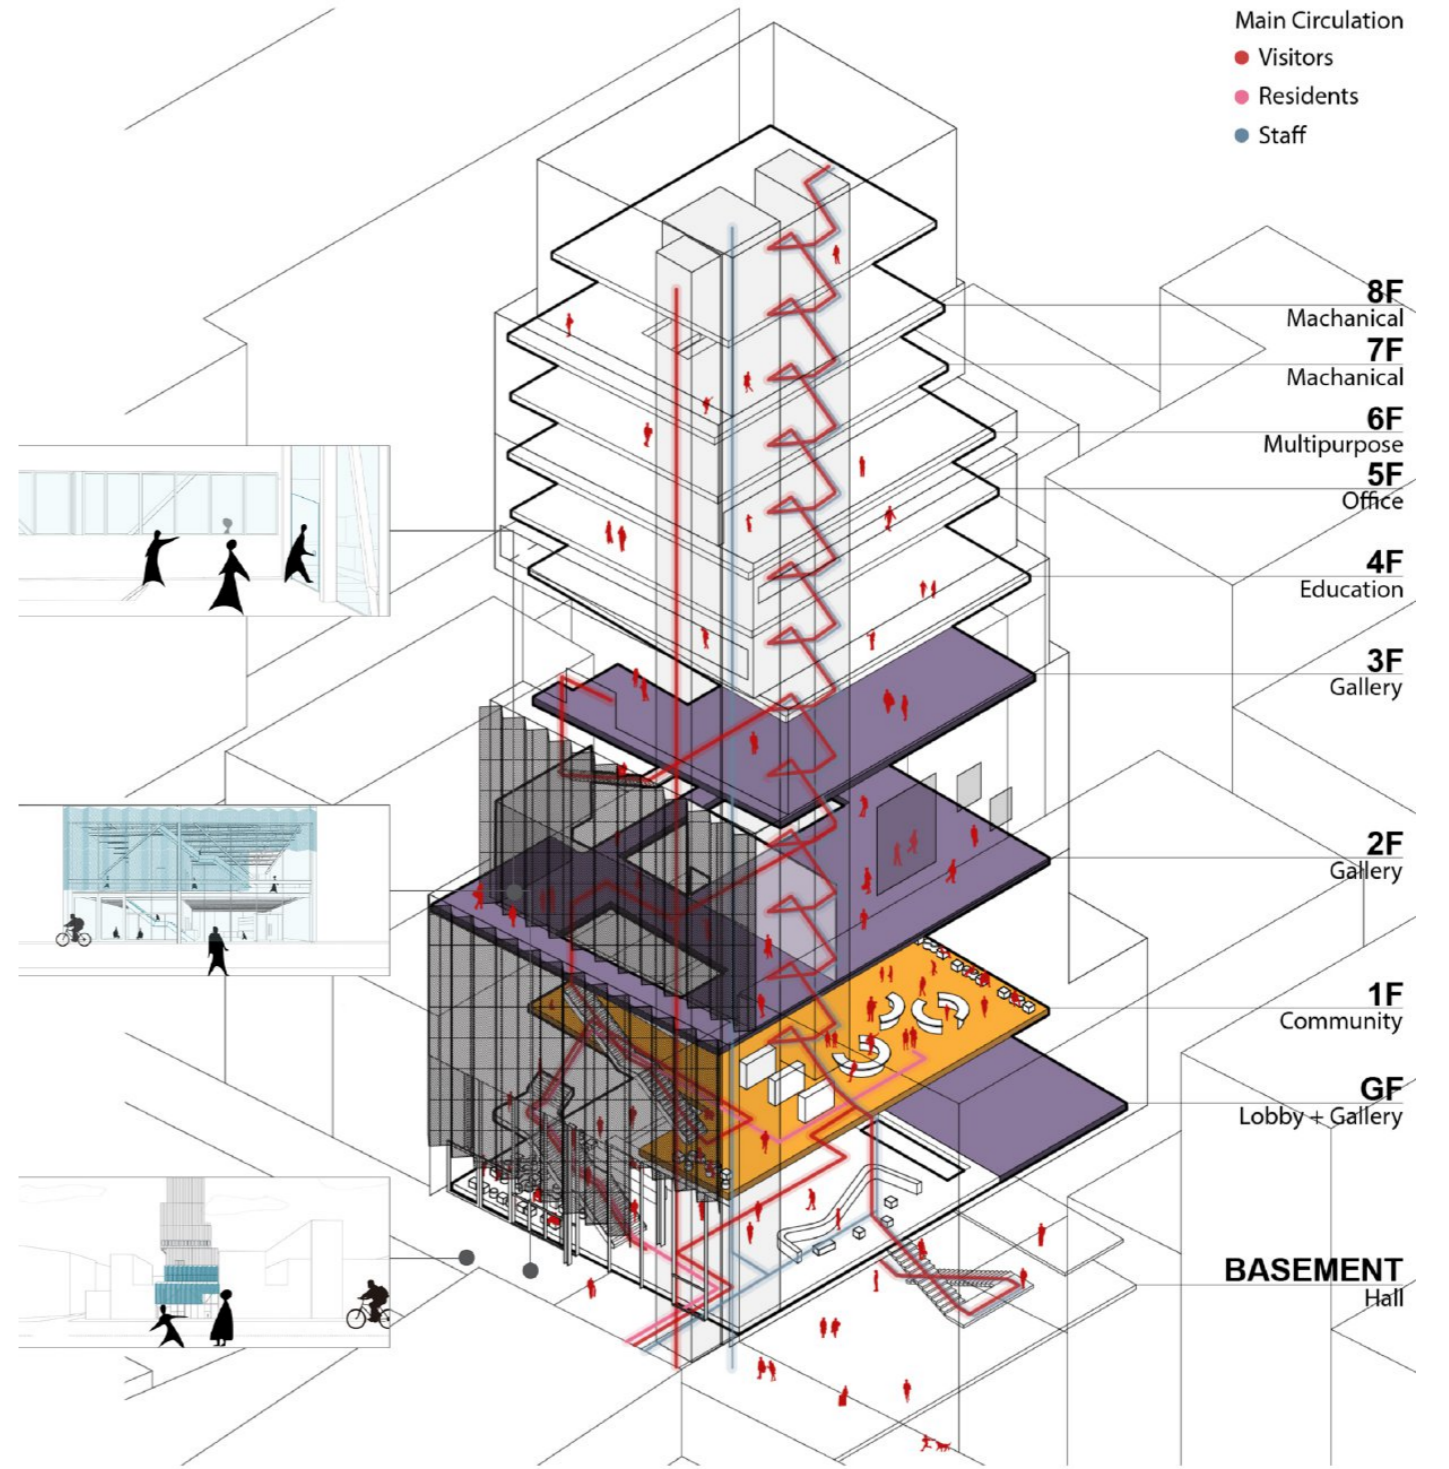 Main Circulation
Visitors
Residents
Staff
8F
Machanical
7F
Machanical
6F
Multipurpose
5F
Office
4F
Education
3F
Gallery
2F
Gallery
1F
Community
GF
Lobby + Gallery
BASEMENT
Hall